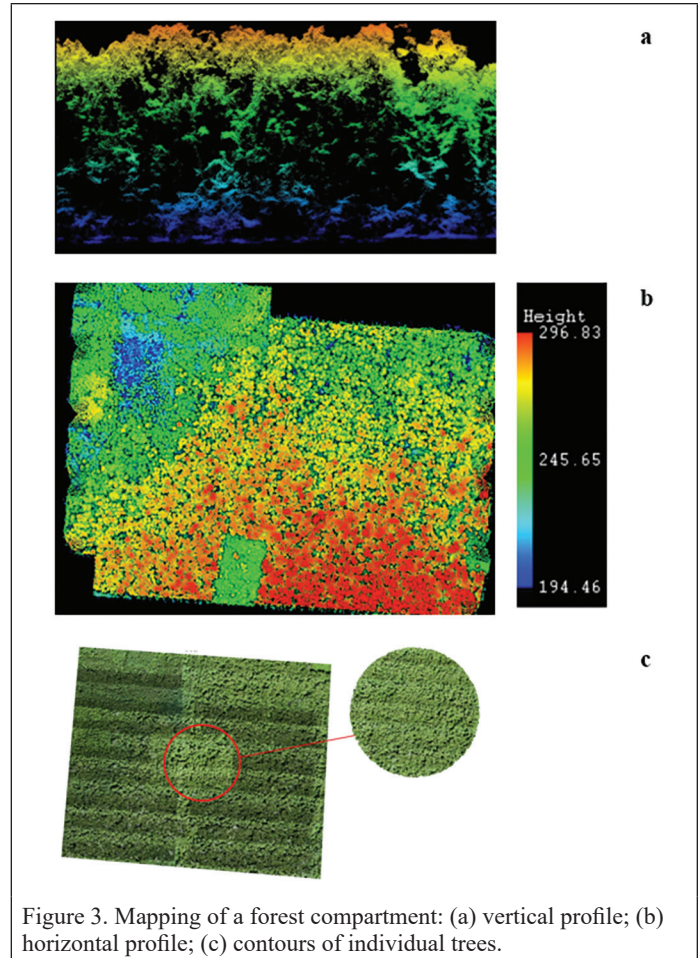 a
b
Height
296.83
245.65
194.46
c
Figure 3. Mapping of a forest compartment: (a) vertical profile; (b)
horizontal profile; (c) contours of individual trees.